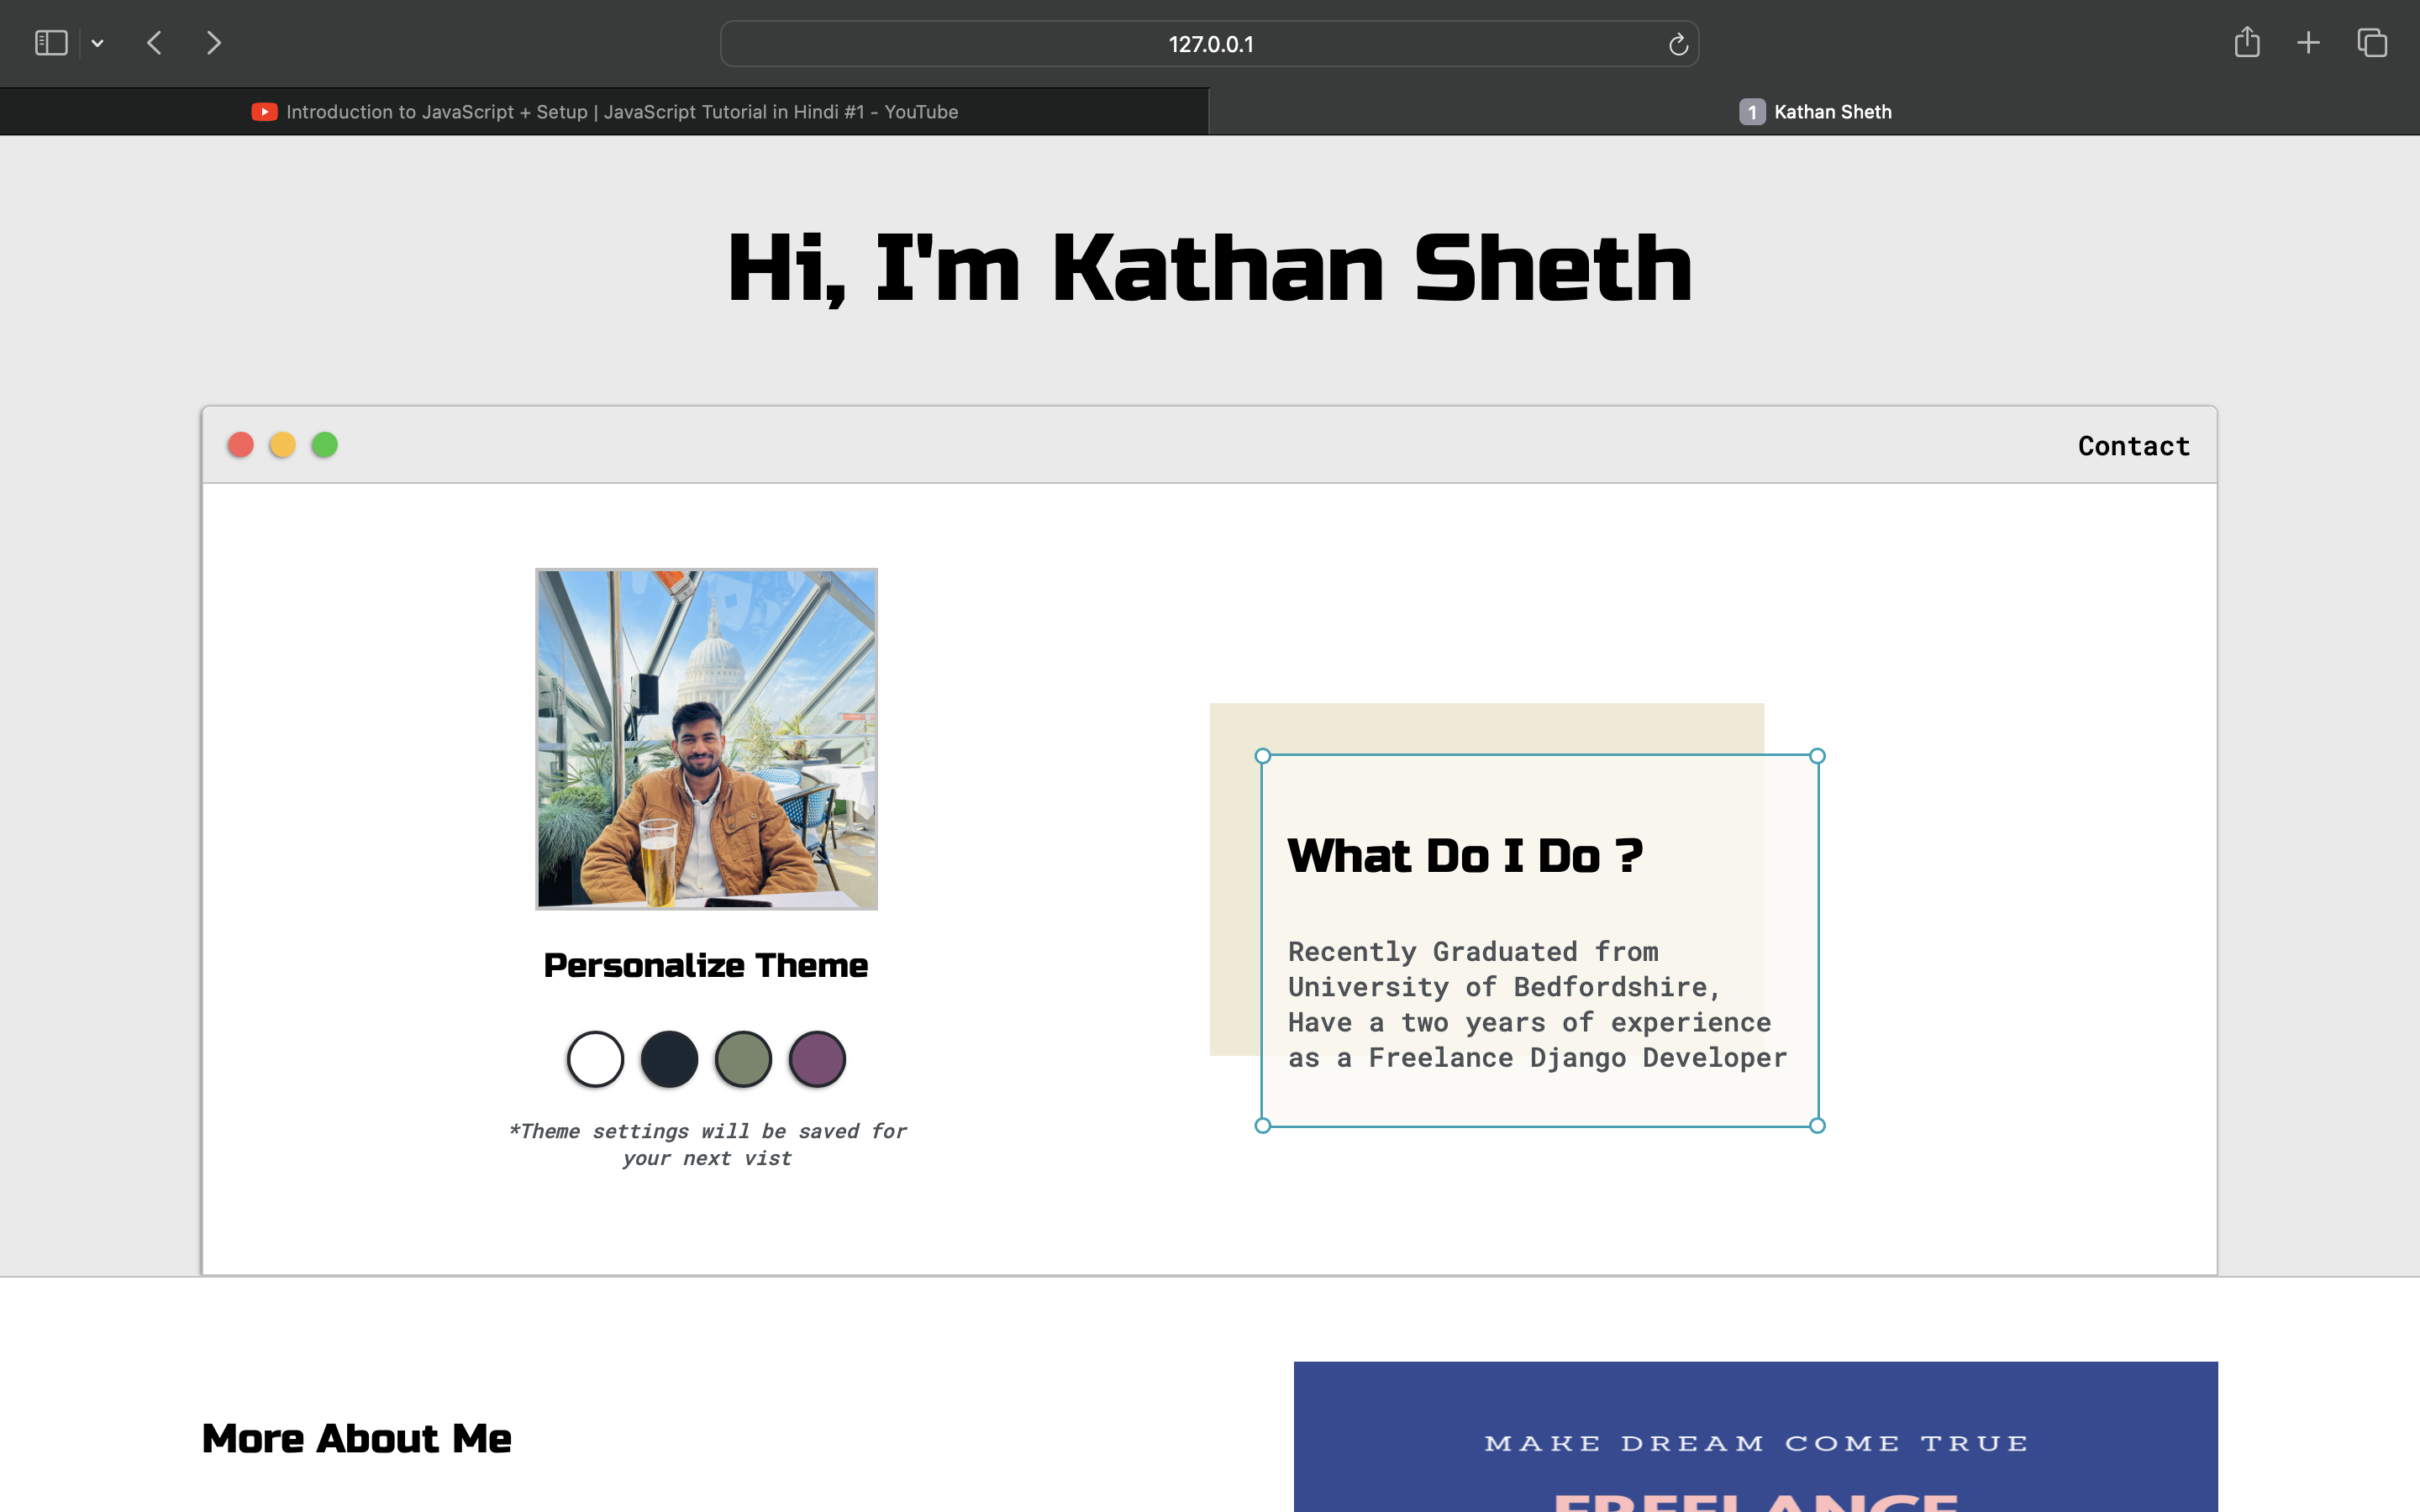 127.0.0.1
Introduction to JavaScript + Setup | JavaScript Tutorial in Hindi #1 - YouTube
1 Kathan Sheth
Hi, I'm Kathan Sheth
Contact
Personalize Theme
*Theme settings will be saved for
your next vist
What Do I Do ?
Recently Graduated from
University of Bedfordshire,
Have a two years of experience
as a Freelance Django Developer
More About Me
MAKE DREAM COME TRUE
FREELANCE